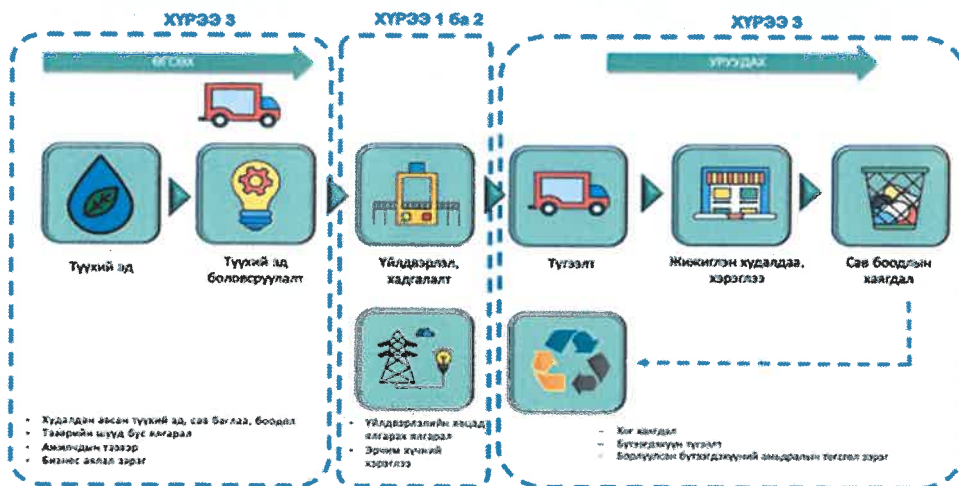 ХҮРЭЭ 3
ХҮРЭЭ 1 ба 2
ХҮРЭЭ 3
ӨГСӨХ
УРУУДАХ
Түүхий эд
Түүхий эд
боловсруулалт
Үйлдвэрлэл,
хадгалалт
Түгээлт
Жижиглэн худалдаа,
хэрэглээ
Сав боодлын
хаягдал
• Худалдан авсан түүхий эд, сав баглаа, боодол
• Тээврийн шууд бус ялгарал
• Ажилчдын тээвэр
• Бизнес аялал зэрэг
• Үйлдвэрлэлийн явцад
ялгарах ялгарал
• Эрчим хүчний
хэрэглээ
– Хог хаягдал
– Бүтээгдэхүүн түгээлт
– Борлуулсан бүтээгдэхүүний амьдралын төгсгөл зэрэг